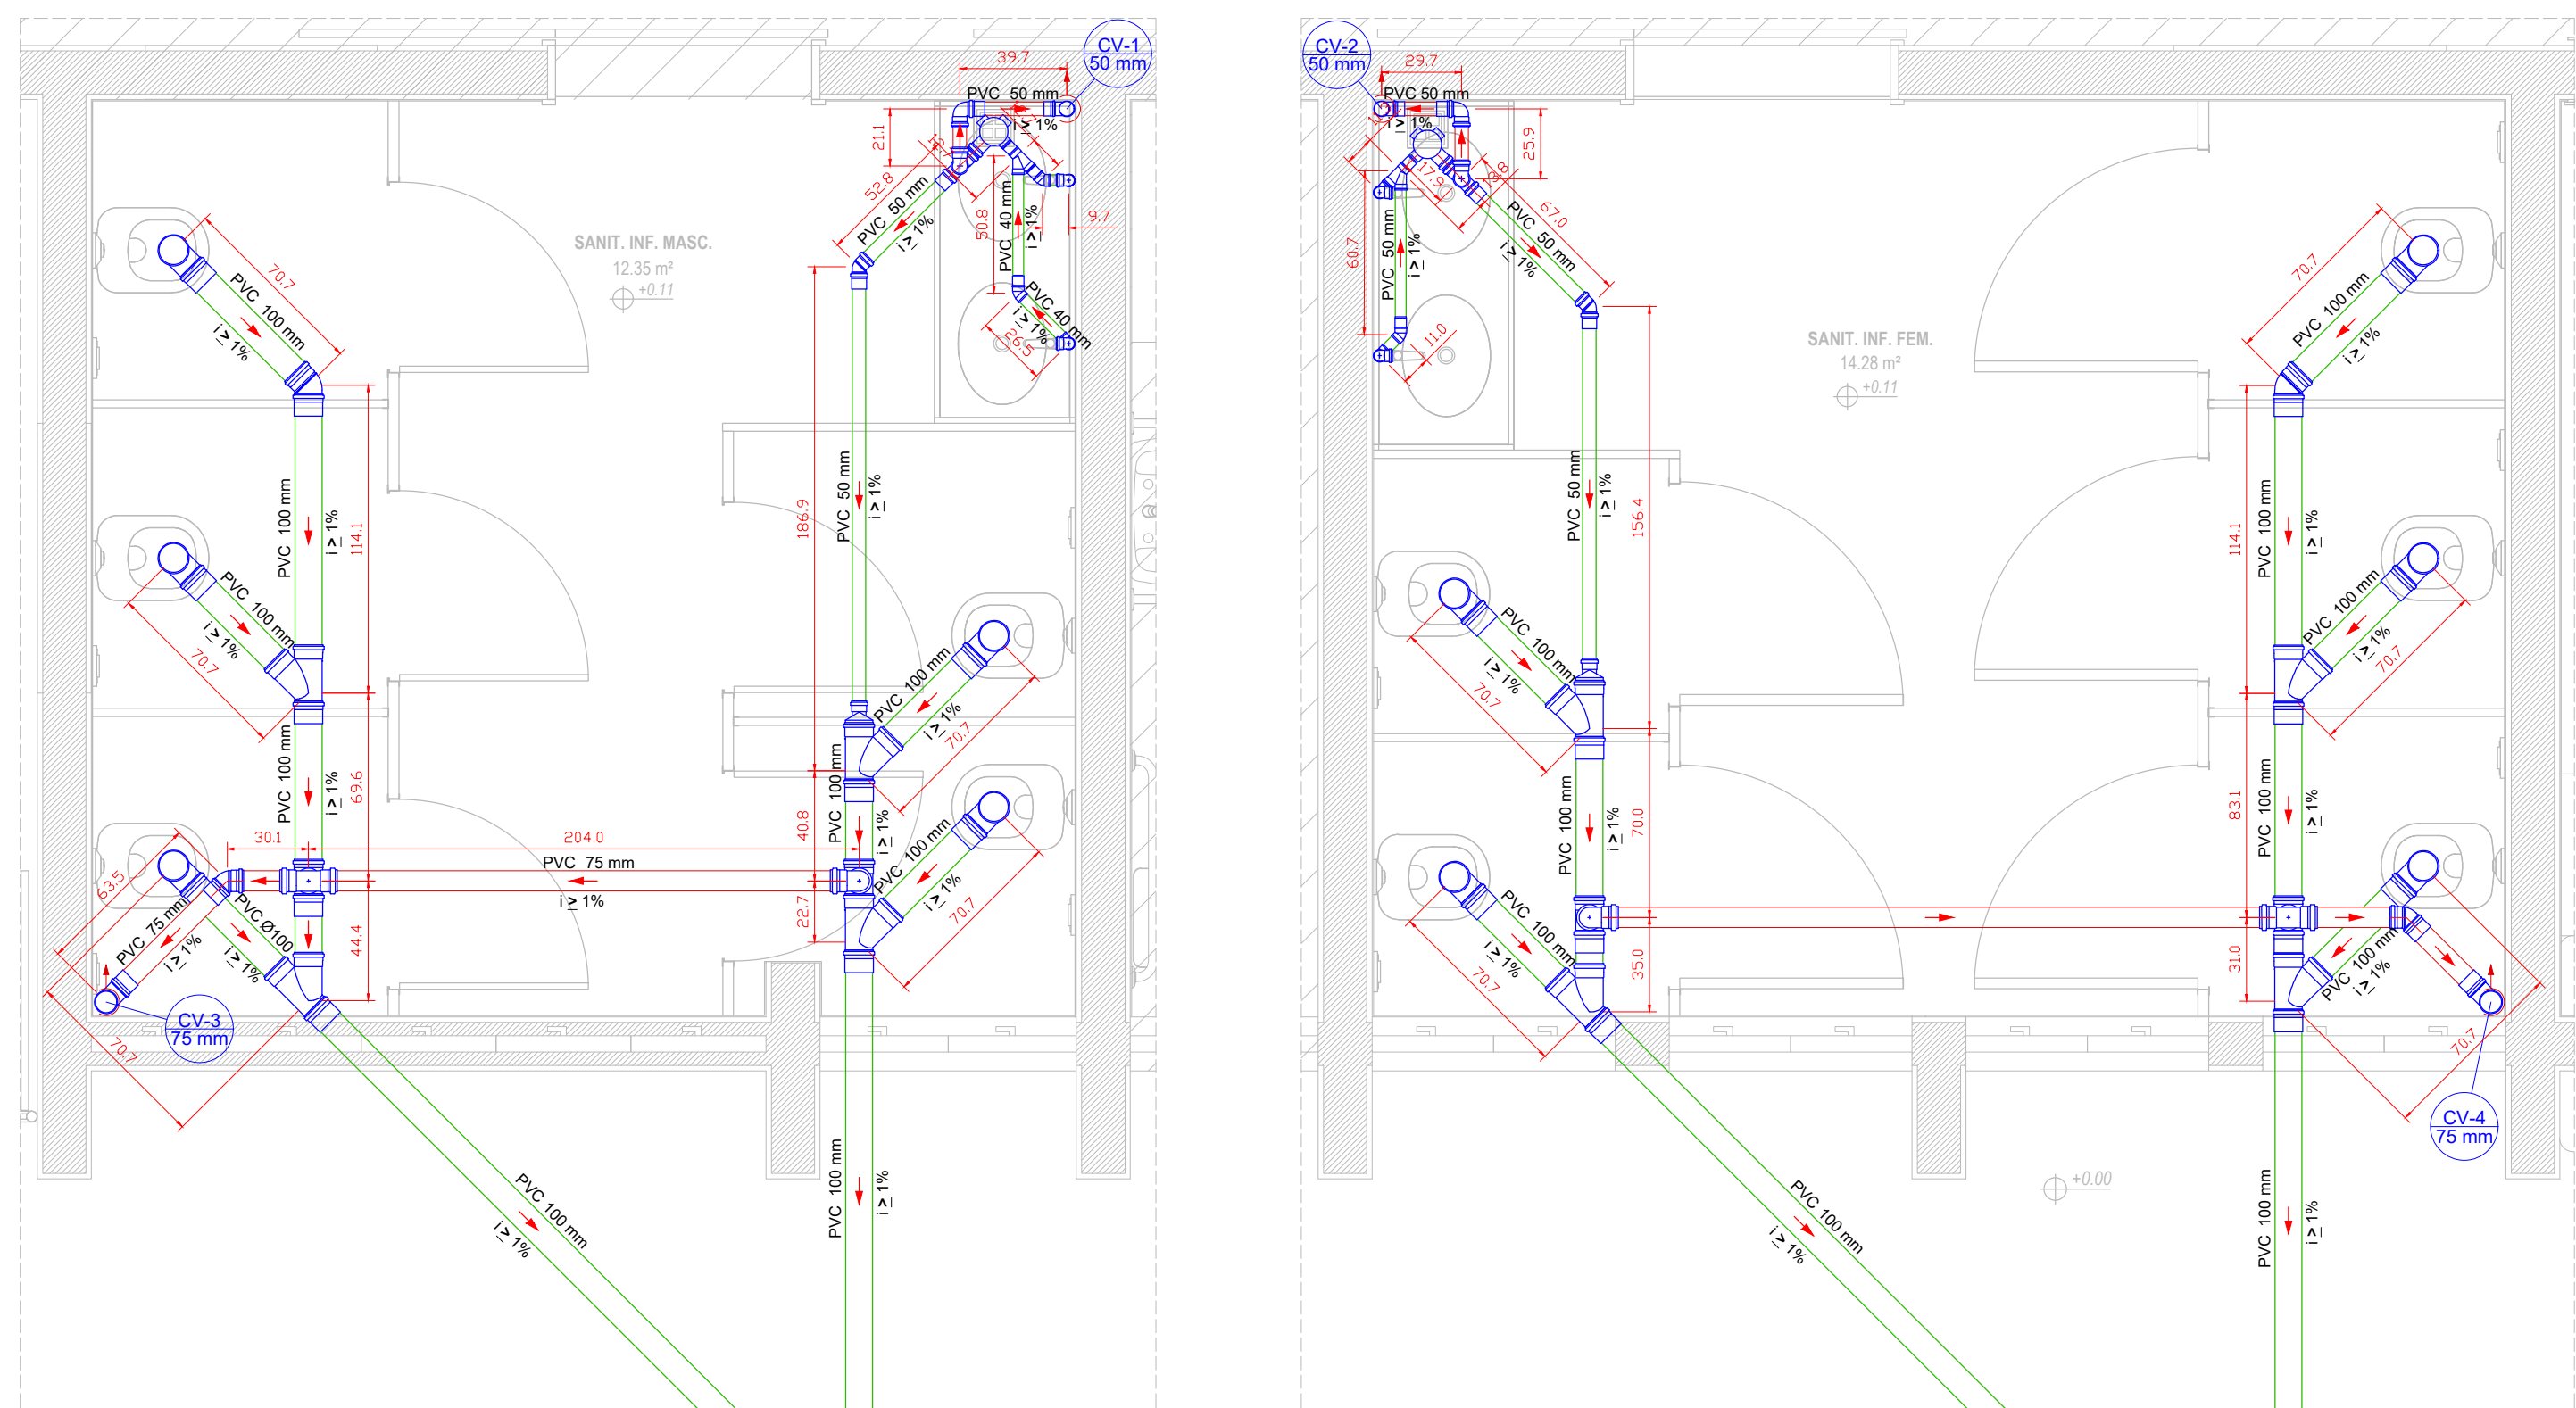 CV-1
50 mm
39.7
PVC 50 mm
i ≥ 1%
21.1
52.8
PVC 50 mm
i ≥ 1%
50.8
PVC 40 mm
i ≥ 1%
9.7
PVC 40 mm
i ≥ 1%
26.5
SANIT. INF. MASC.
12.35 m²
+0.11
70.7
PVC 100 mm
i ≥ 1%
PVC 100 mm
i ≥ 1%
114.1
186.9
PVC 50 mm
i ≥ 1%
PVC 100 mm
i ≥ 1%
70.7
PVC 100 mm
i ≥ 1%
70.7
PVC 100 mm
i ≥ 1%
69.6
PVC 100 mm
i ≥ 1%
40.8
30.1
204.0
PVC 75 mm
i ≥ 1%
PVC 100 mm
i ≥ 1%
70.7
22.7
63.5
PVC 75 mm
i ≥ 1%
PVC Ø100
i ≥ 1%
44.4
CV-3
75 mm
70.7
PVC 100 mm
i ≥ 1%
PVC 100 mm
i ≥ 1%
CV-2
50 mm
29.7
PVC 50 mm
i ≥ 1%
25.9
17.9
13.8
67.0
PVC 50 mm
i ≥ 1%
60.7
PVC 50 mm
i ≥ 1%
11.0
SANIT. INF. FEM.
14.28 m²
+0.11
70.7
PVC 100 mm
i ≥ 1%
PVC 50 mm
i ≥ 1%
156.4
114.1
PVC 100 mm
i ≥ 1%
PVC 100 mm
i ≥ 1%
70.7
PVC 100 mm
i ≥ 1%
70.7
PVC 100 mm
i ≥ 1%
70.0
83.1
PVC 100 mm
i ≥ 1%
PVC 100 mm
i ≥ 1%
70.7
35.0
31.0
PVC 100 mm
i ≥ 1%
70.7
CV-4
75 mm
+0.00
PVC 100 mm
i ≥ 1%
PVC 100 mm
i ≥ 1%